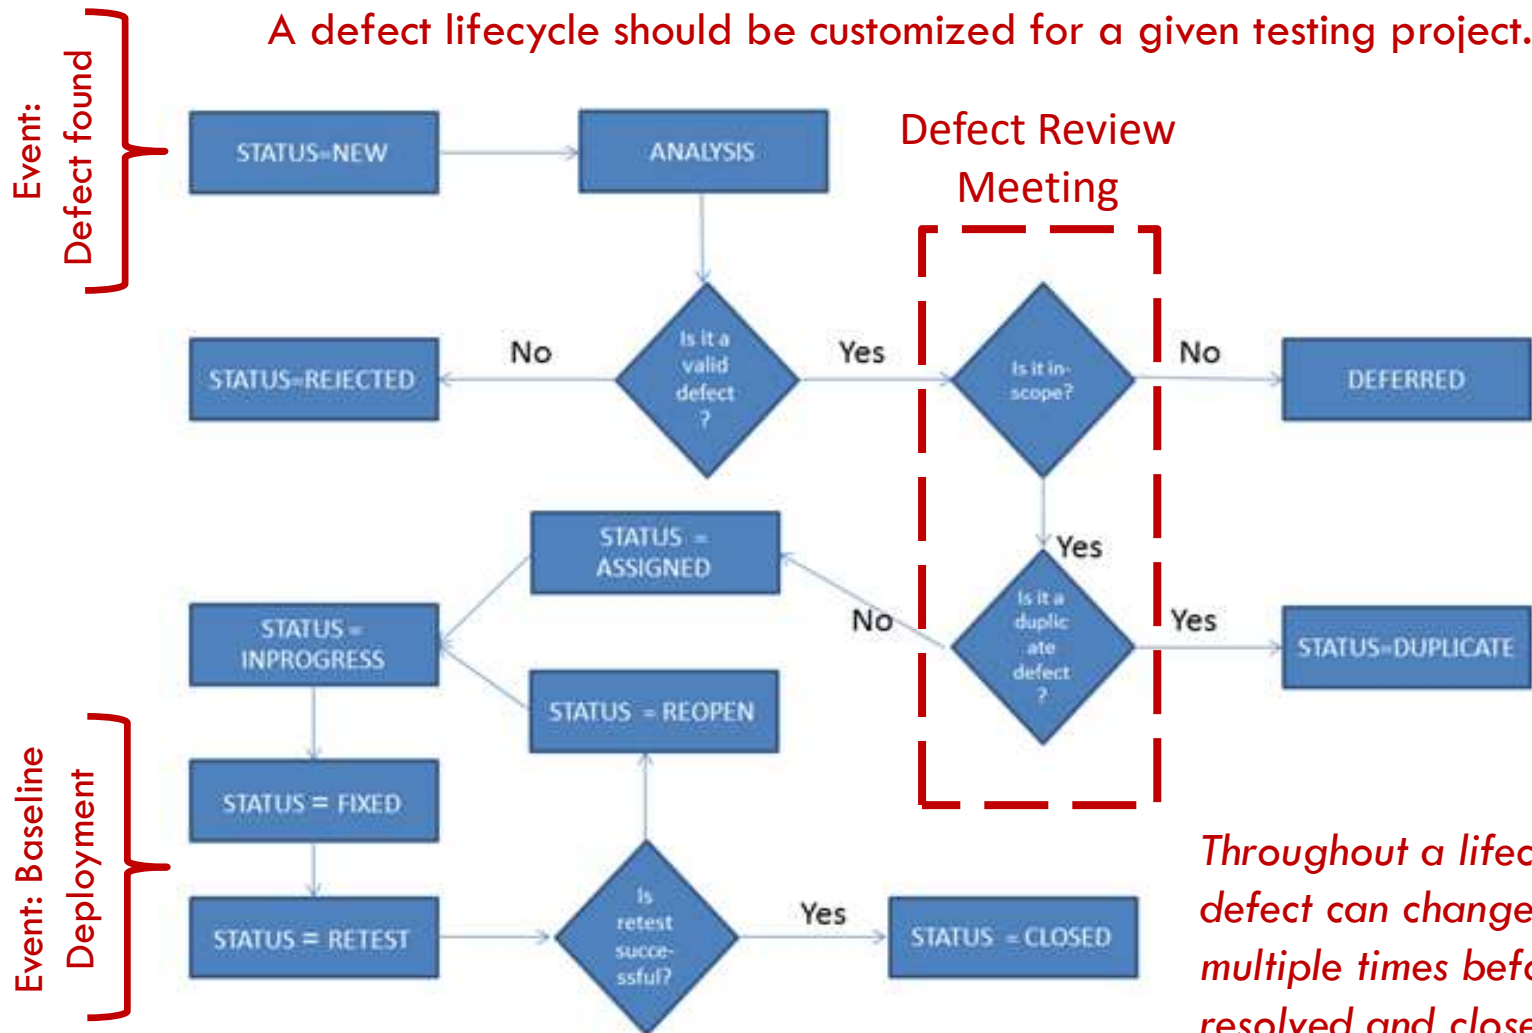 A defect lifecycle should be customized for a given testing project.
Event:
Defect found
STATUS=NEW
ANALYSIS
Defect Review
Meeting
STATUS=REJECTED
No
Is it a
valid
defect
?
Yes
Is it in-
scope?
No
DEFERRED
STATUS =
ASSIGNED
Yes
STATUS =
INPROGRESS
No
Is it a
duplic
ate
defect
?
Yes
STATUS=DUPLICATE
STATUS = REOPEN
Event: Baseline
Deployment
STATUS = FIXED
STATUS = RETEST
Is
retest
succe-
ssful?
Yes
STATUS = CLOSED
Throughout a
defect can change
multiple times
resolved and